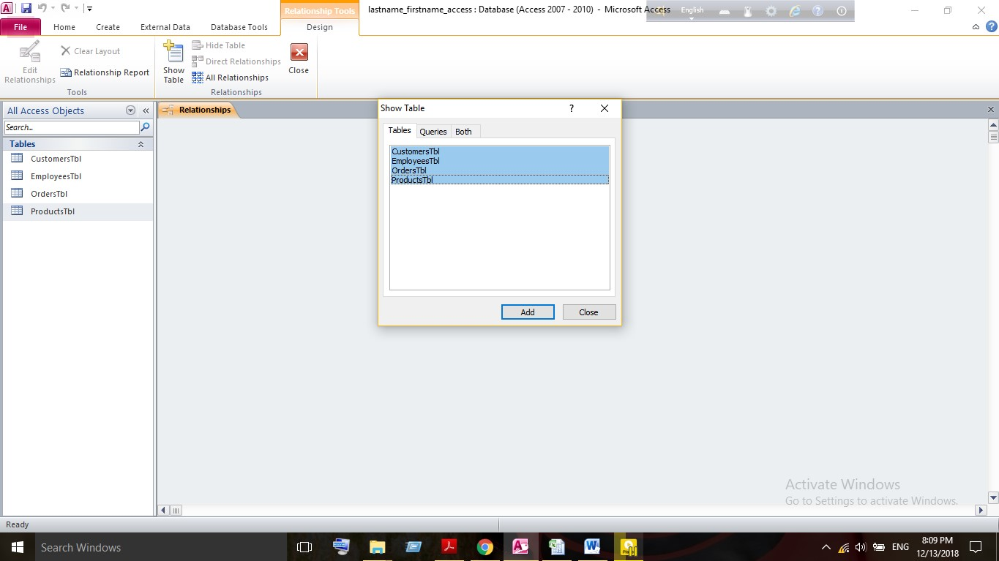 Relationship Tools
lastname_firstname_access : Database (Access 2007 - 2010) - Microsoft Access
English
File
Home
Create
External Data
Database Tools
Design
Edit
Relationships
Clear Layout
Relationship Report
Tools
Show
Table
Hide Table
Direct Relationships
All Relationships
Relationships
Close
All Access Objects
Search...
Tables
CustomersTbl
EmployeesTbl
OrdersTbl
ProductsTbl
Relationships
Show Table
Tables
Queries
Both
CustomersTbl
EmployeesTbl
OrdersTbl
ProductsTbl
Add
Close
Activate Windows
Go to Settings to activate Windows.
Ready
Search Windows
ENG
8:09 PM
12/13/2018